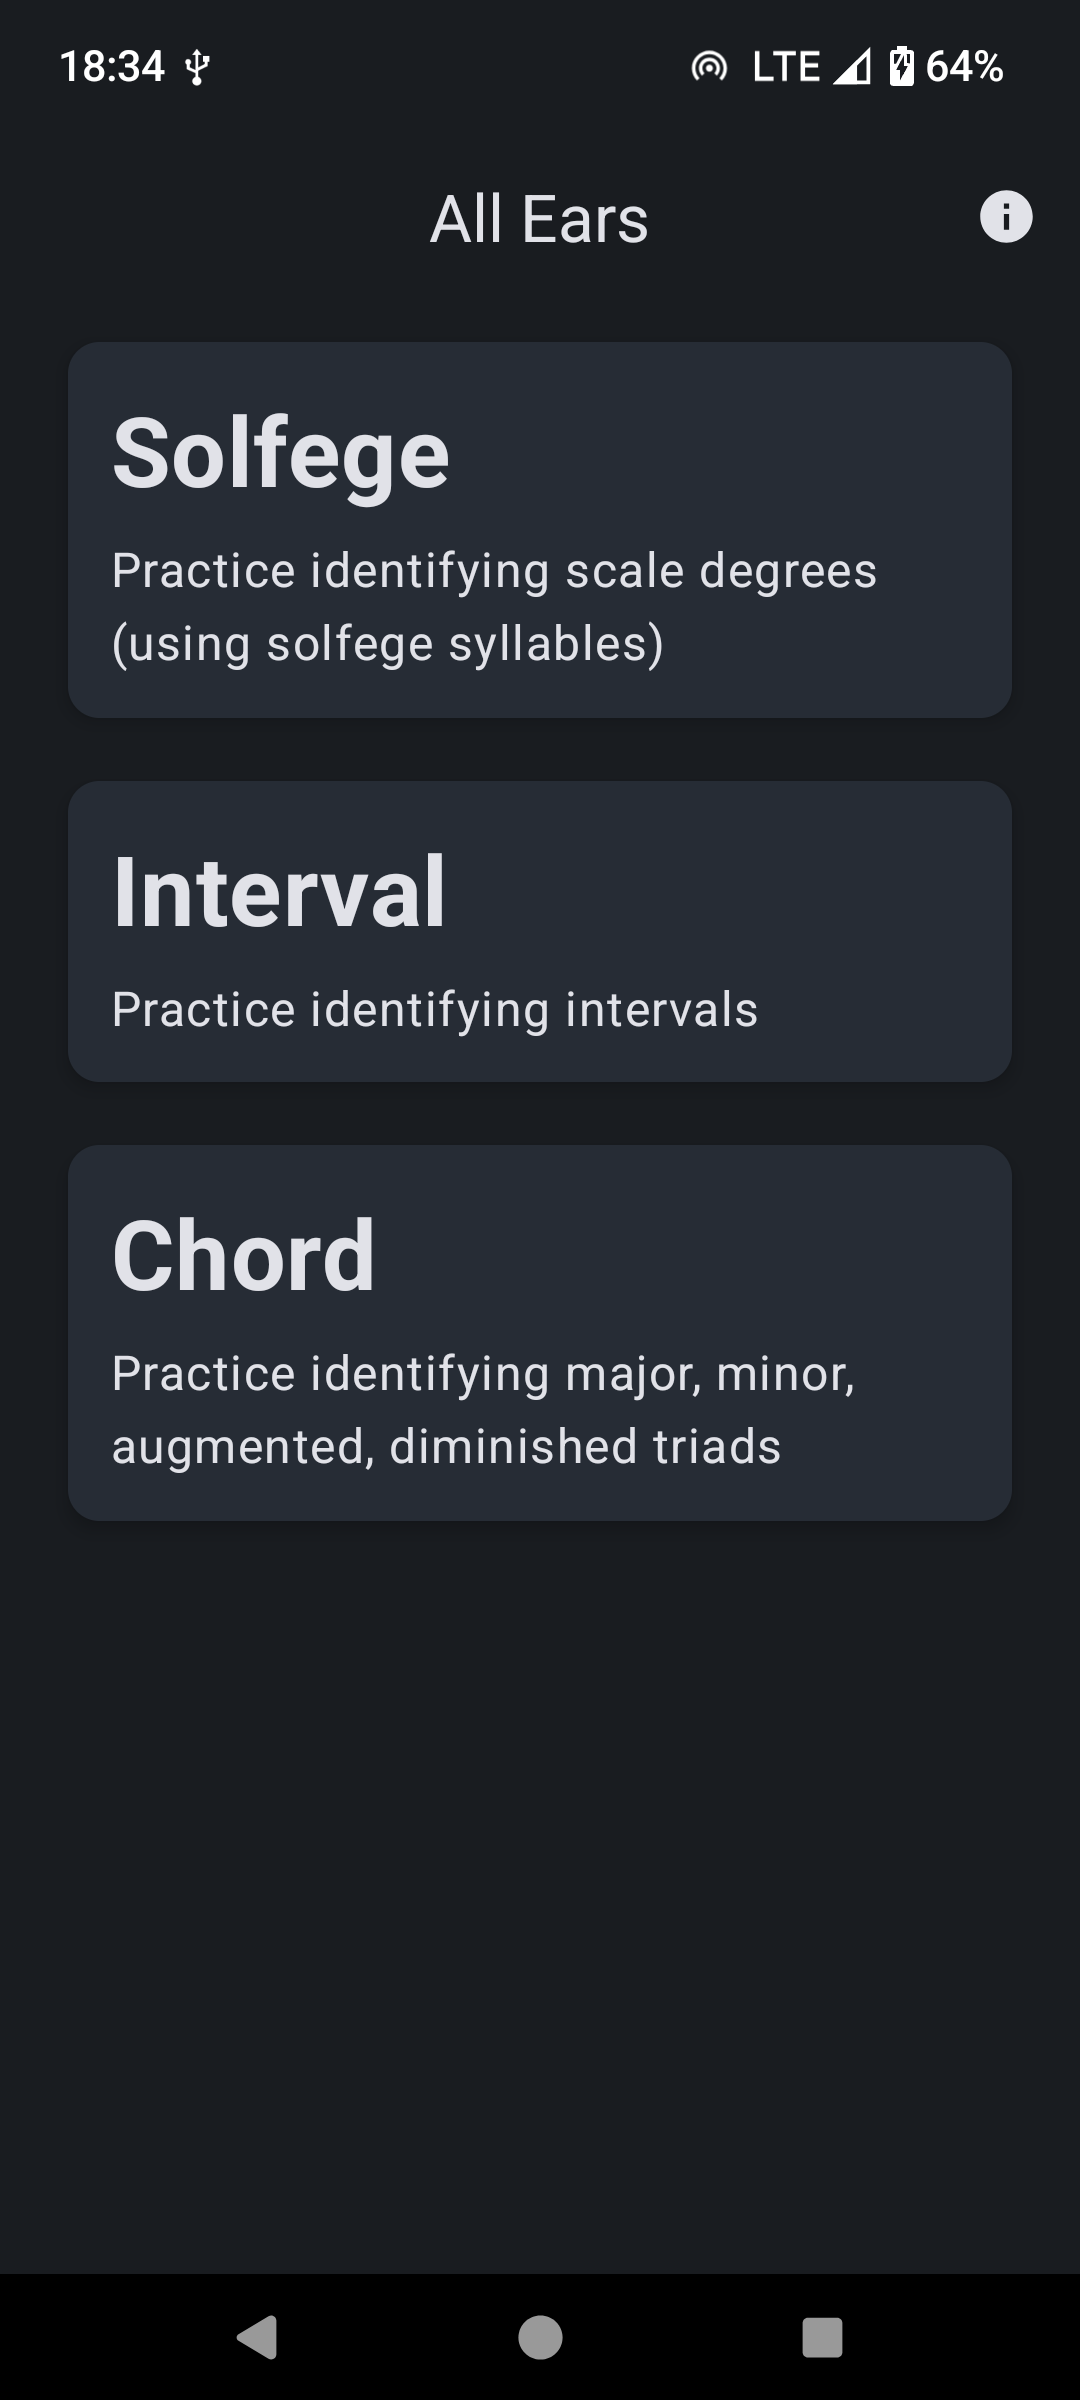 18:34 LTE 64%
All Ears
Solfege
Practice identifying scale degrees
(using solfege syllables)
Interval
Practice identifying intervals
Chord
Practice identifying major, minor,
augmented, diminished triads